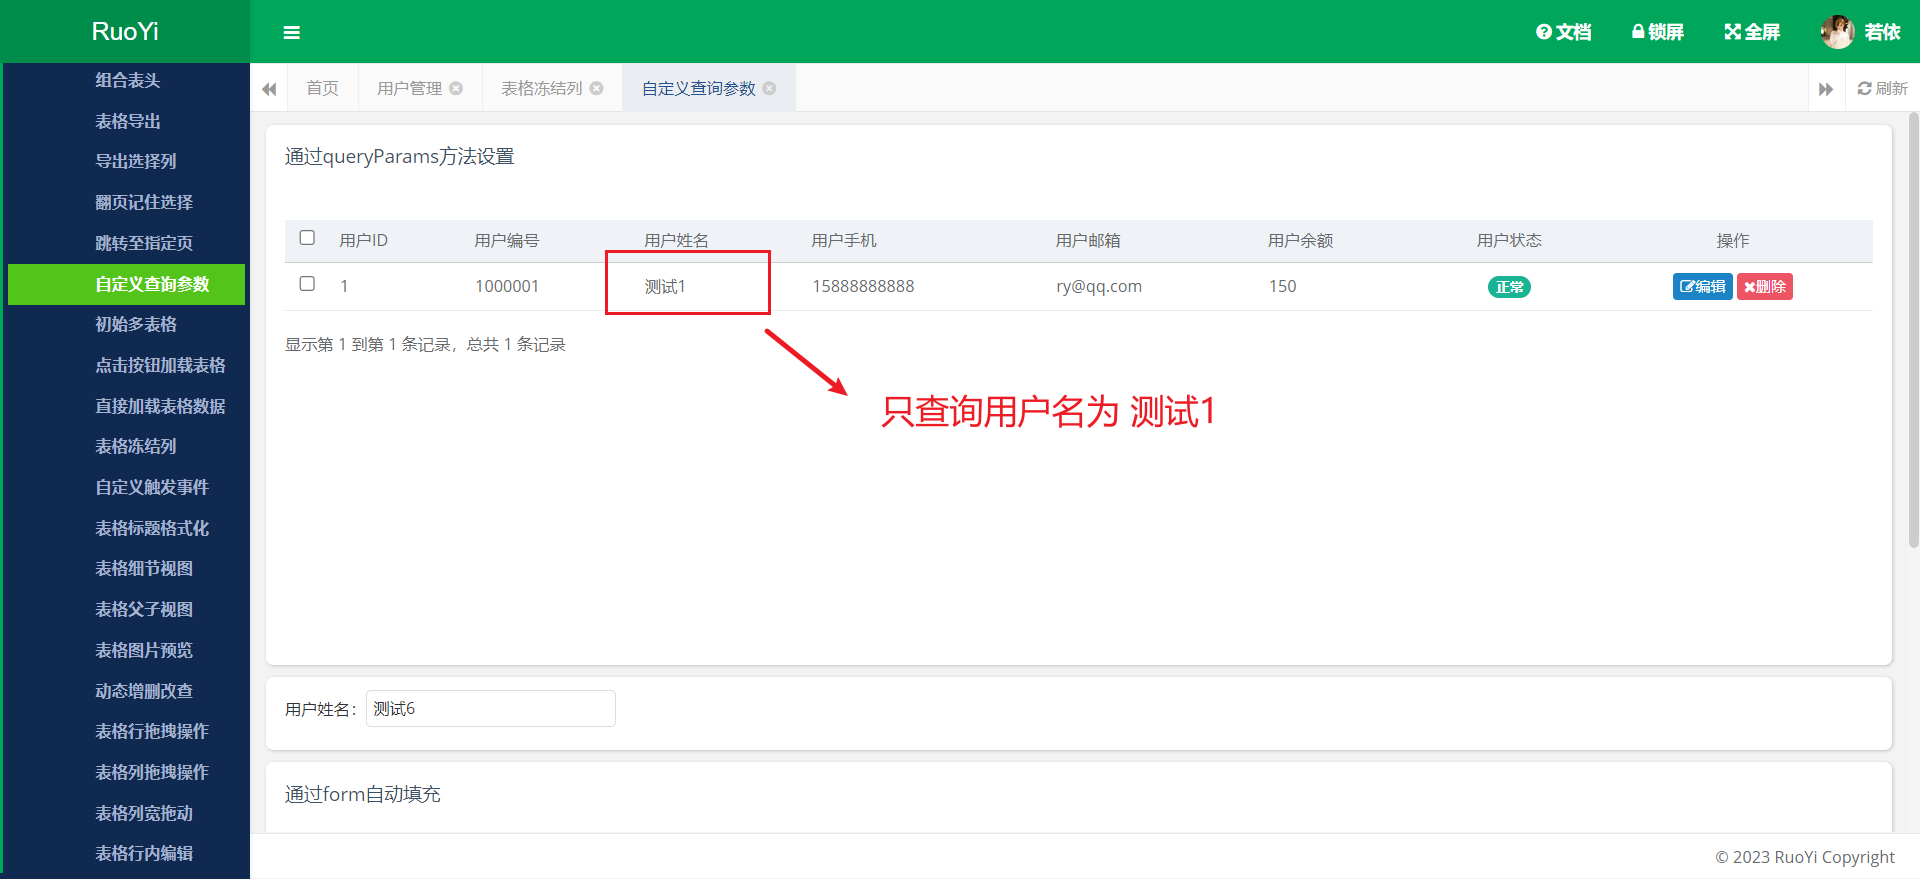 RuoYi
文档
锁屏
全屏
若依
组合表头
表格导出
导出选择列
翻页记住选择
跳转至指定页
自定义查询参数
初始多表格
点击按钮加载表格
直接加载表格数据
表格冻结列
自定义触发事件
表格标题格式化
表格细节视图
表格父子视图
表格图片预览
动态增删改查
表格行拖拽操作
表格列拖拽操作
表格列宽拖动
表格行内编辑
首页
用户管理
表格冻结列
自定义查询参数
刷新
通过queryParams方法设置
用户ID 用户编号 用户姓名 用户手机 用户邮箱 用户余额 用户状态 操作
1 1000001 测试1 15888888888 ry@qq.com 150 正常 编辑 删除
显示第 1 到第 1 条记录，总共 1 条记录
只查询用户名为 测试1
用户姓名： 测试6
通过form自动填充
© 2023 RuoYi Copyright